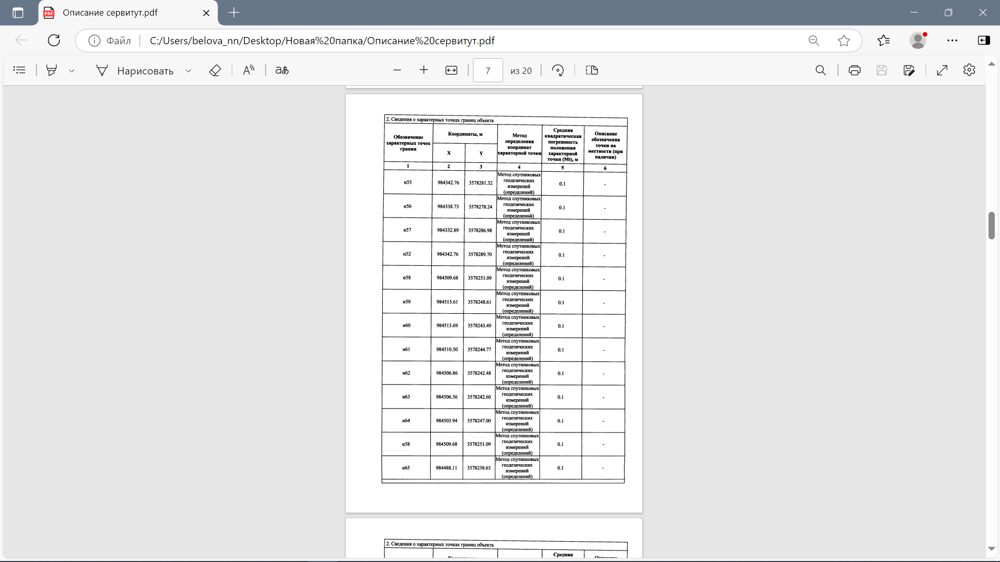 Описание сервитут.pdf
Файл
C:/Users/belova_nn/Desktop/Новая%20папка/Описание%20сервитут.pdf
Нарисовать
aあ
7 из 20
2. Сведения о характерных точках границ объекта
Обозначение характерных точек границ
Координаты, м
X
Y
Метод определения координат характерной точки
Средняя квадратическая погрешность положения характерной точки (Mt), м
Описание обозначения точки на местности (при наличии)
1 2 3 4 5 6
н55 984342.76 3578281.32 Метод спутниковых геодезических измерений (определений) 0.1 -
н56 984338.73 3578278.24 Метод спутниковых геодезических измерений (определений) 0.1 -
н57 984332.89 3578286.98 Метод спутниковых геодезических измерений (определений) 0.1 -
н52 984342.76 3578289.70 Метод спутниковых геодезических измерений (определений) 0.1 -
н58 984509.68 3578251.09 Метод спутниковых геодезических измерений (определений) 0.1 -
н59 984515.61 3578248.61 Метод спутниковых геодезических измерений (определений) 0.1 -
н60 984513.69 3578243.49 Метод спутниковых геодезических измерений (определений) 0.1 -
н61 984510.50 3578244.77 Метод спутниковых геодезических измерений (определений) 0.1 -
н62 984506.86 3578242.48 Метод спутниковых геодезических измерений (определений) 0.1 -
н63 984506.56 3578242.60 Метод спутниковых геодезических измерений (определений) 0.1 -
н64 984503.94 3578247.00 Метод спутниковых геодезических измерений (определений) 0.1 -
н58 984509.68 3578251.09 Метод спутниковых геодезических измерений (определений) 0.1 -
н65 984488.11 3578238.63 Метод спутниковых геодезических измерений (определений) 0.1 -
2. Сведения о характерных точках границ объекта
Средняя